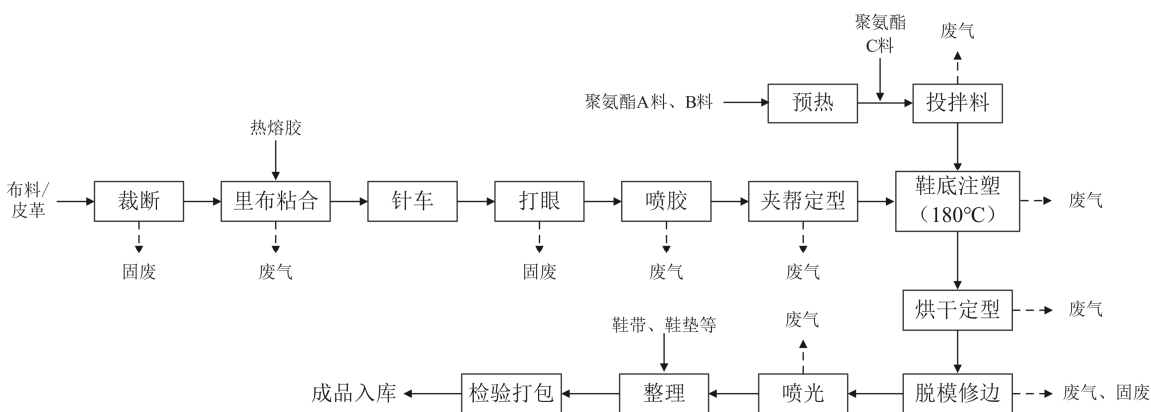 聚氨酯
C料
废气
聚氨酯A料、B料
预热
投拌料
热熔胶
布料/
皮革
裁断
里布粘合
针车
打眼
喷胶
夹帮定型
鞋底注塑
（180℃）
废气
固废
废气
固废
废气
废气
烘干定型
废气
鞋带、鞋垫等
废气
成品入库
检验打包
整理
喷光
脱模修边
废气、固废